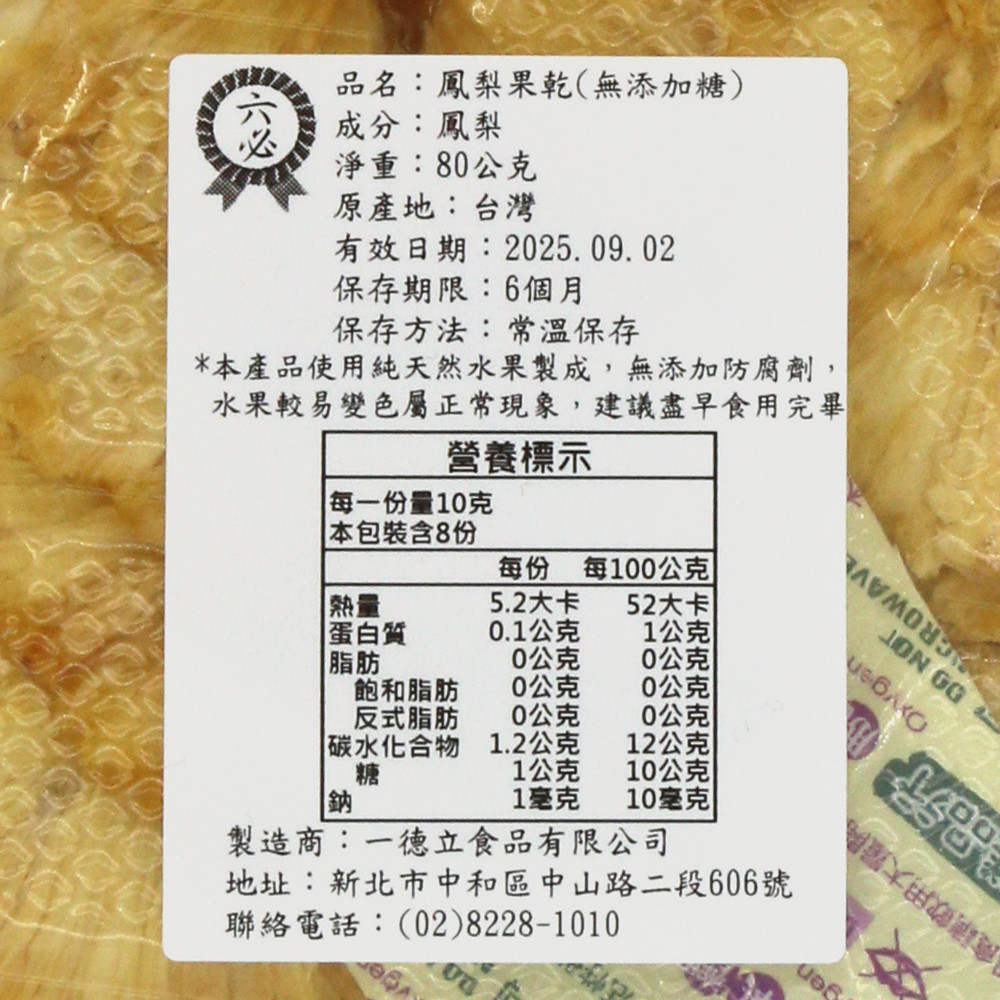 六
必
品名：鳳梨果乾(無添加糖)
成分：鳳梨
淨重：80公克
原產地：台灣
有效日期：2025.09.02
保存期限：6個月
保存方法：常溫保存
*本產品使用純天然水果製成，無添加防腐劑，
水果較易變色屬正常現象，建議盡早食用完畢
營養標示
每一份量10克
本包裝含8份
每份 每100公克
熱量 5.2大卡 52大卡
蛋白質 0.1公克 1公克
脂肪 0公克 0公克
飽和脂肪 0公克 0公克
反式脂肪 0公克 0公克
碳水化合物 1.2公克 12公克
糖 1公克 10公克
鈉 1毫克 10毫克
製造商：一德立食品有限公司
地址：新北市中和區中山路二段606號
聯絡電話：(02)8228-1010
DO NOT